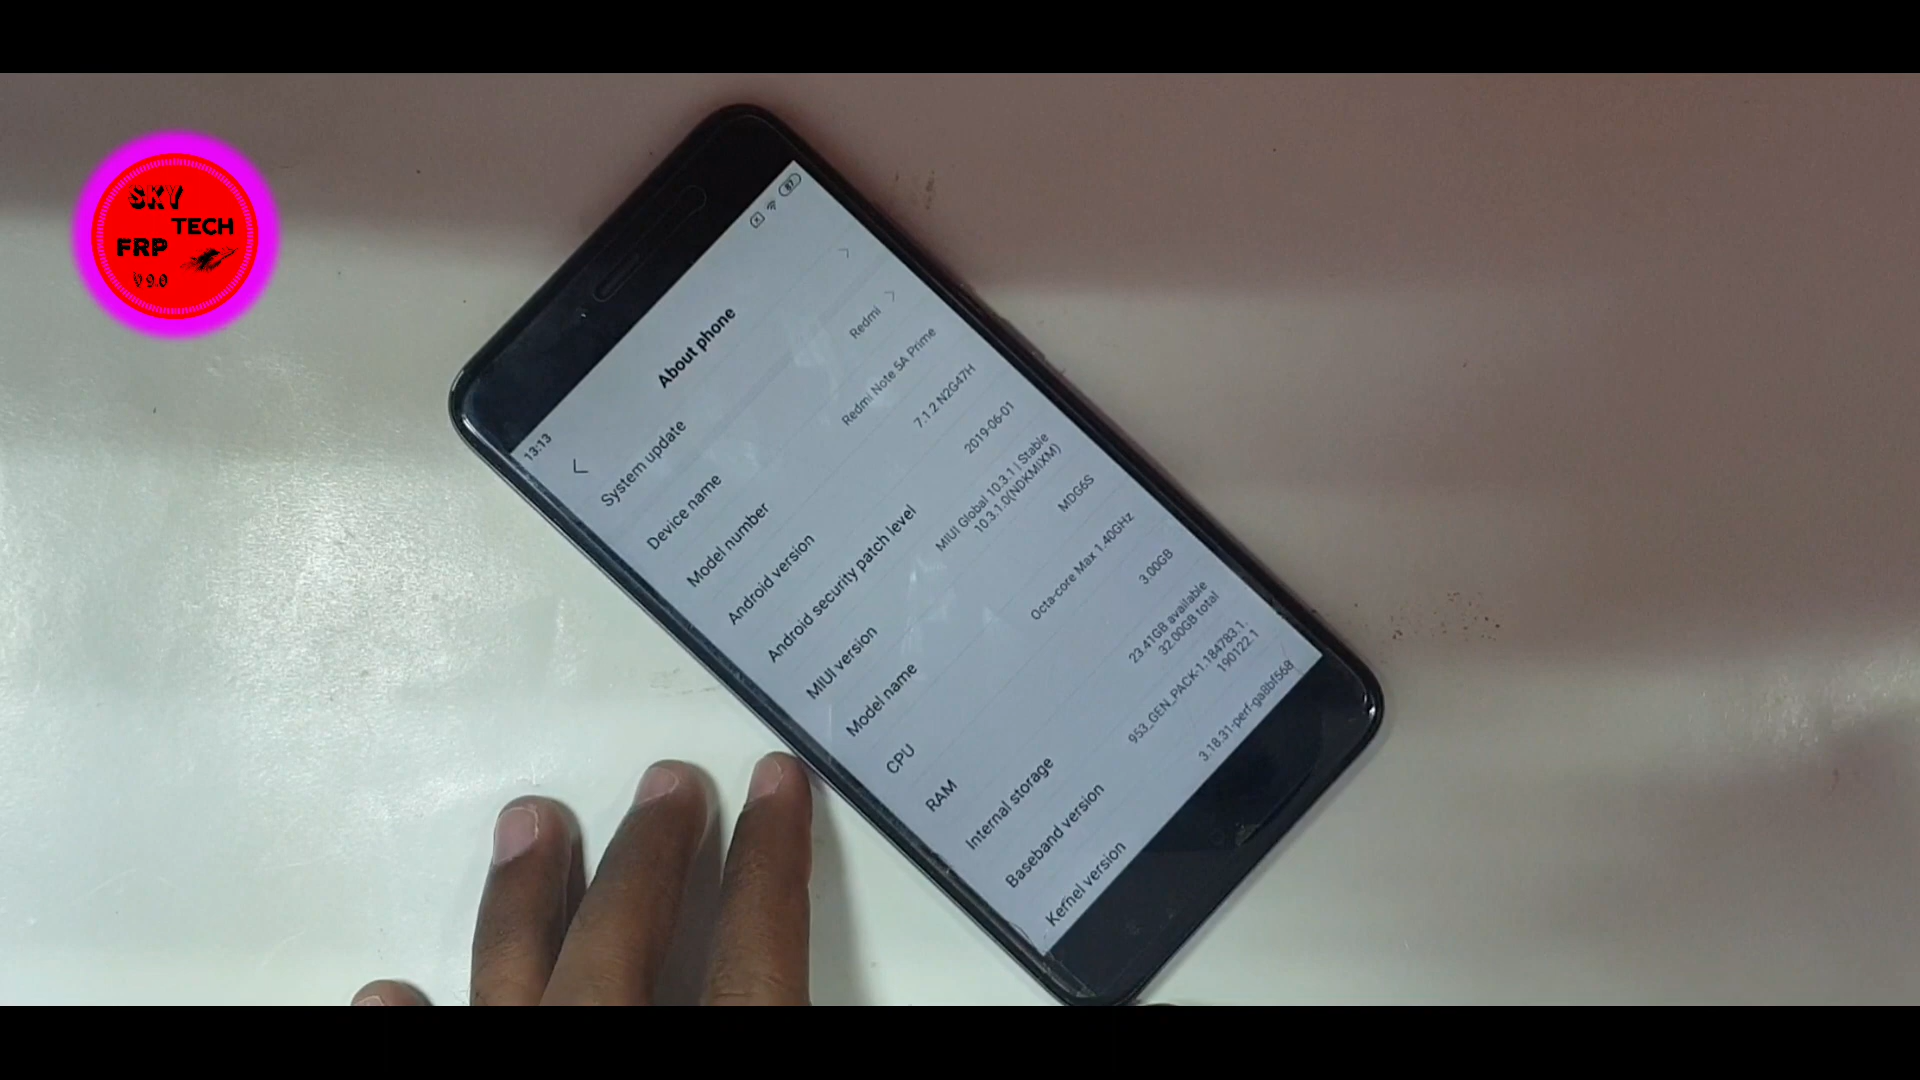 SKY
TECH
FRP
V 9.0
13:13
87
About phone
System update
Device name
Redmi
Model number
Redmi Note 5A Prime
Android version
7.1.2 N2G47H
Android security patch level
2019-06-01
MIUI version
MIUI Global 10.3.1 | Stable
10.3.1.0(NDKMIXM)
Model name
MDG6S
CPU
Octa-core Max 1.40GHz
RAM
3.00GB
Internal storage
23.41GB available
32.00GB total
Baseband version
953_GEN_PACK-1.184783.1.
190122.1
Kernel version
3.18.31-perf-ga8bf568